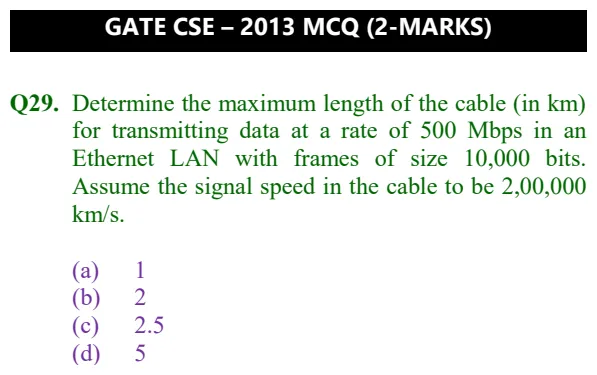 GATE CSE – 2013 MCQ (2-MARKS)
Q29. Determine the maximum length of the cable (in km)
for transmitting data at a rate of 500 Mbps in an
Ethernet LAN with frames of size 10,000 bits.
Assume the signal speed in the cable to be 2,00,000
km/s.
(a) 1
(b) 2
(c) 2.5
(d) 5